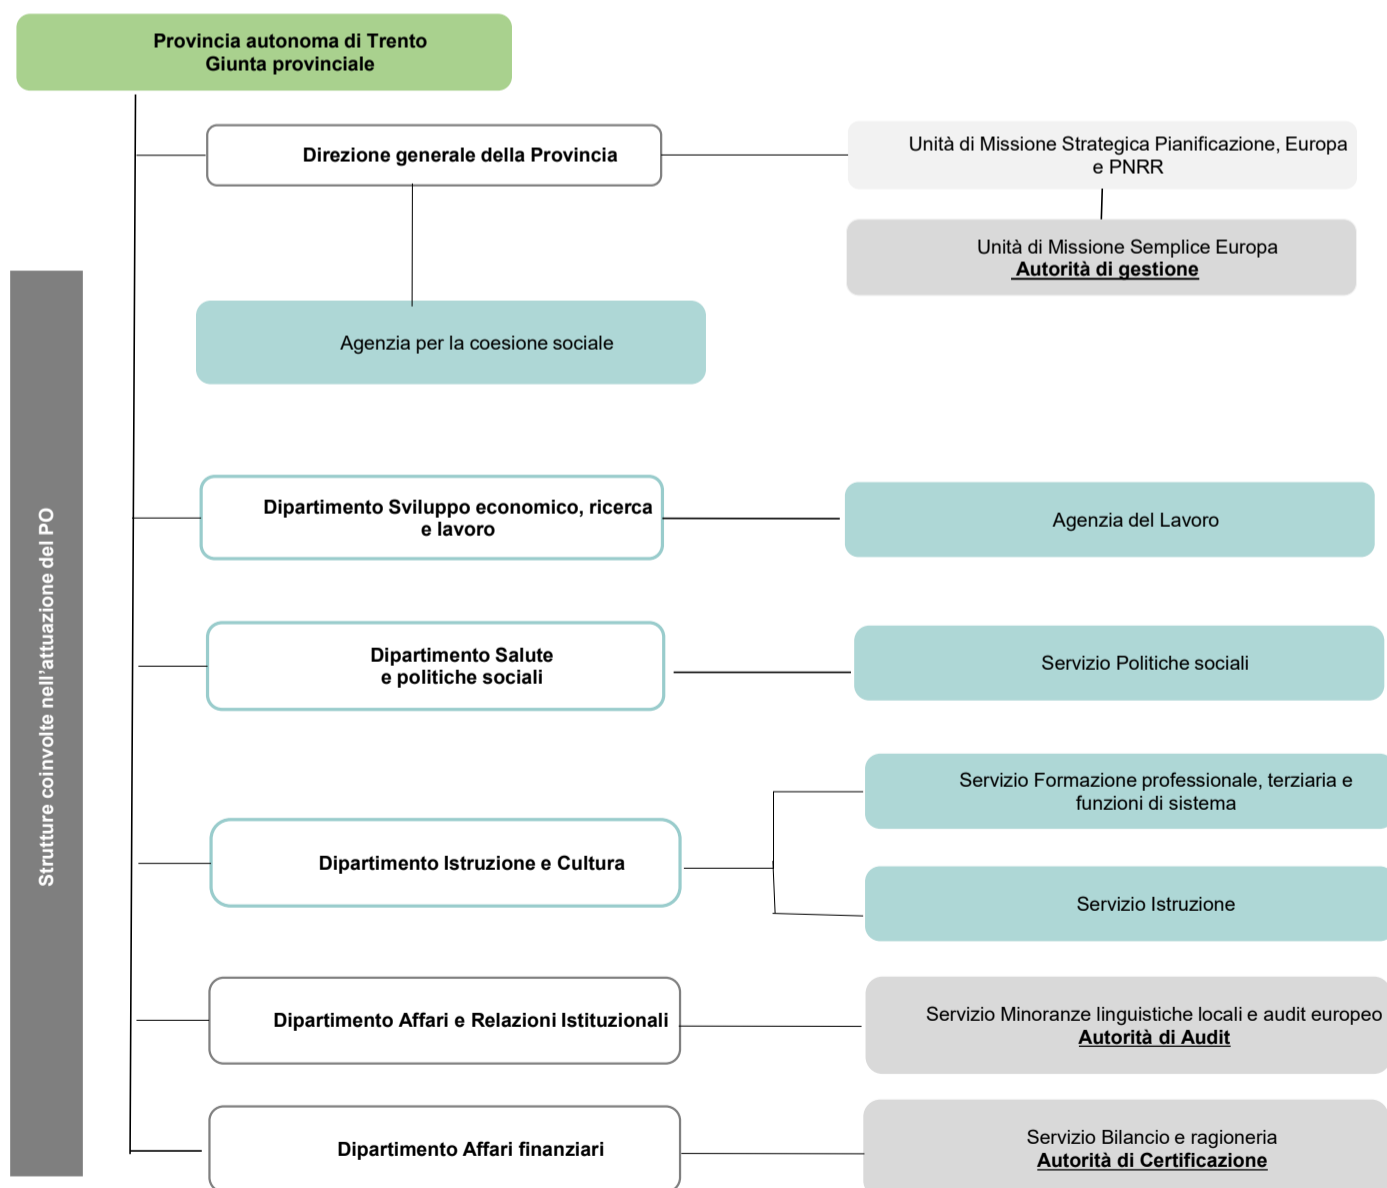 Provincia autonoma di Trento
Giunta provinciale
Direzione generale della Provincia
Unità di Missione Strategica Pianificazione, Europa
e PNRR
Unità di Missione Semplice Europa
Autorità di gestione
Agenzia per la coesione sociale
Strutture coinvolte nell'attuazione del PO
Dipartimento Sviluppo economico, ricerca
e lavoro
Agenzia del Lavoro
Dipartimento Salute
e politiche sociali
Servizio Politiche sociali
Servizio Formazione professionale, terziaria e
funzioni di sistema
Dipartimento Istruzione e Cultura
Servizio Istruzione
Dipartimento Affari e Relazioni Istituzionali
Servizio Minoranze linguistiche locali e audit europeo
Autorità di Audit
Dipartimento Affari finanziari
Servizio Bilancio e ragioneria
Autorità di Certificazione